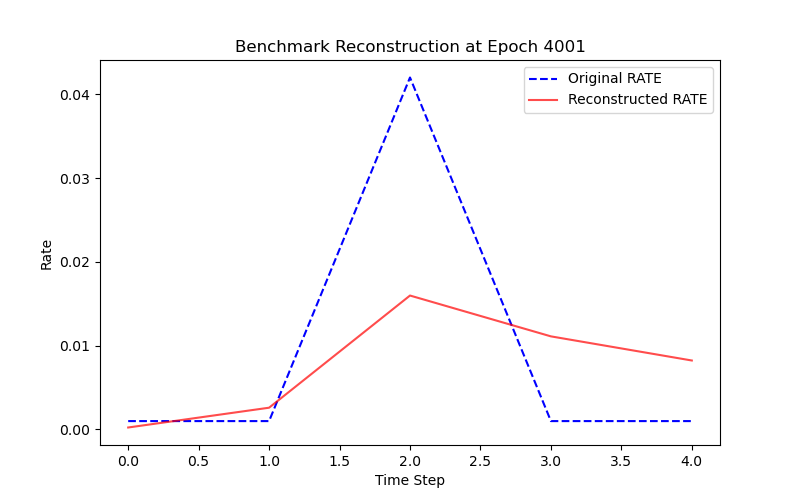 Benchmark Reconstruction at Epoch 4001
Original RATE
Reconstructed RATE
0.04
0.03
0.02
0.01
0.00
Rate
0.0 0.5 1.0 1.5 2.0 2.5 3.0 3.5 4.0
Time Step